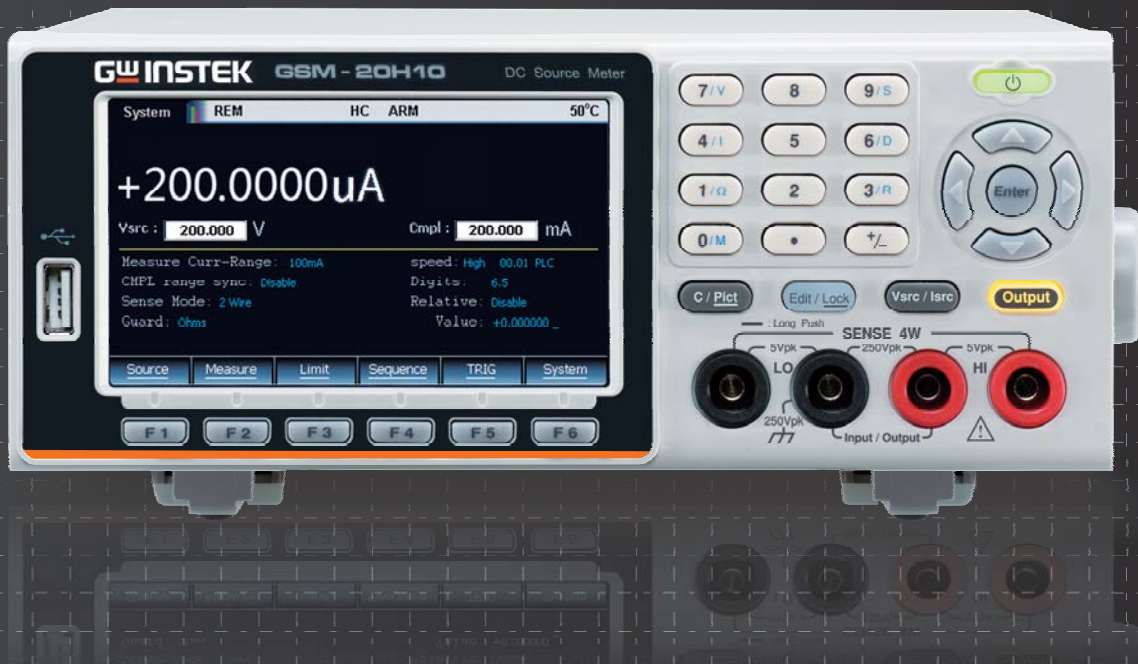 GWINSTEK GSM-20H10 DC Source Meter
System REM HC ARM 50°C
+200.0000uA
Vsrc : 200.000 V Cmpl : 200.000 mA
Measure Curr-Range: 100mA speed: High 00.01 PLC
CMPL range sync: Disable Digits: 6.5
Sense Mode: 2 Wire Relative: Disable
Guard: Ohms Value: +0.000000 _
Source Measure Limit Sequence TRIG System
F 1 F 2 F 3 F 4 F 5 F 6
7/V 8 9/S
4/I 5 6/D
1/Ω 2 3/R
0/M • +/_
Enter
C / Plct Edit / Lock Vsrc / Isrc Output
: Long Push
SENSE 4W
5Vpk 250Vpk 5Vpk
LO HI
250Vpk
Input / Output